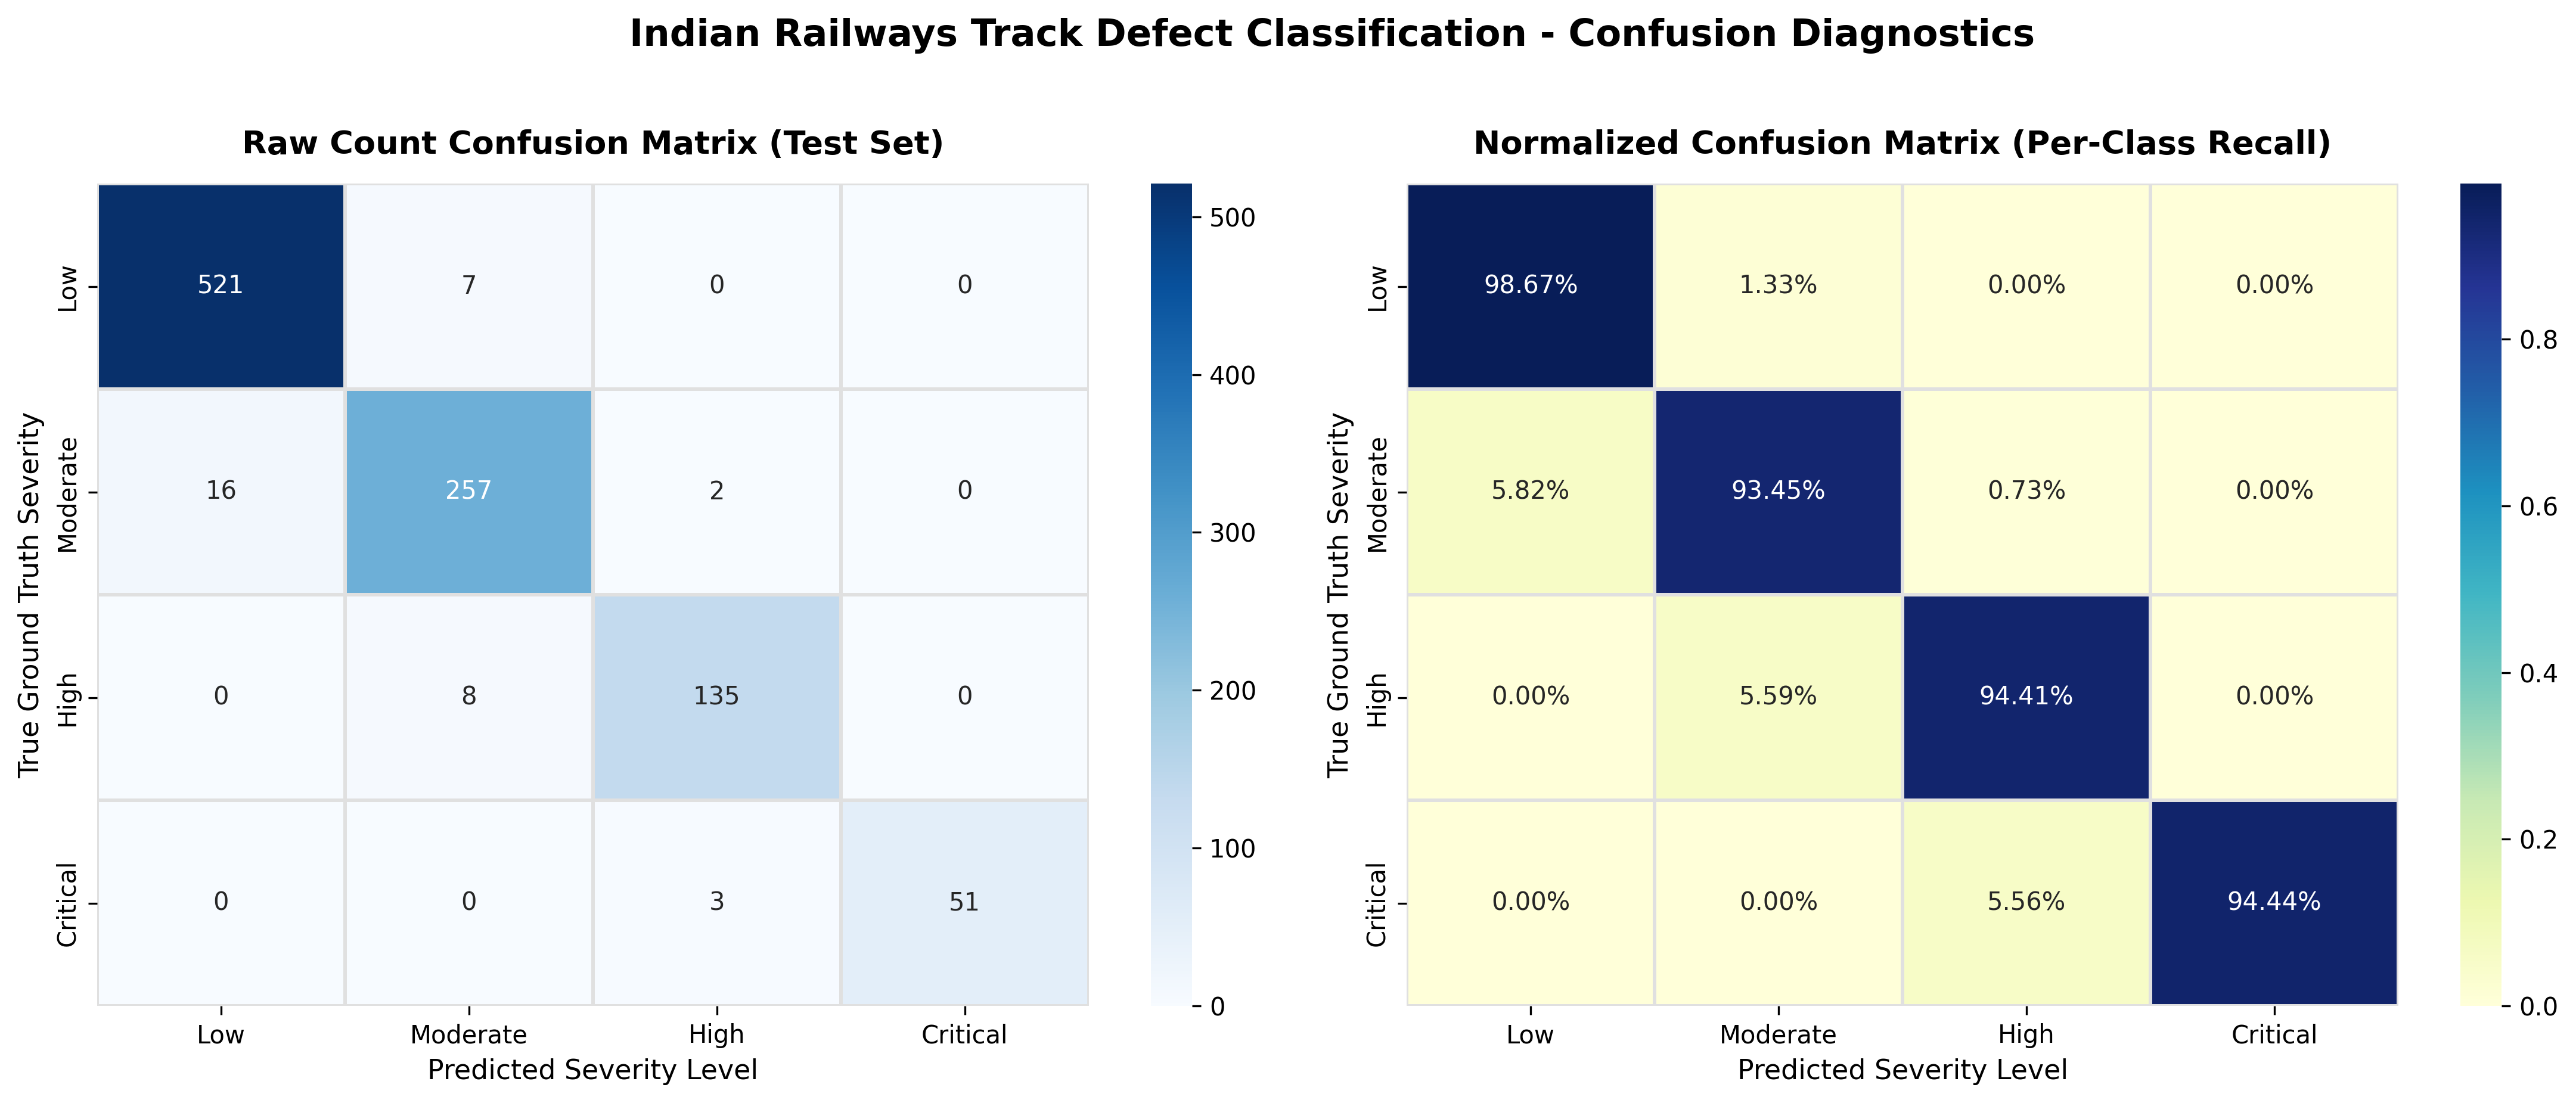 Indian Railways Track Defect Classification - Confusion Diagnostics
Raw Count Confusion Matrix (Test Set)
True Ground Truth Severity
Low
521 7 0 0
Moderate
16 257 2 0
High
0 8 135 0
Critical
0 0 3 51
Low Moderate High Critical
Predicted Severity Level
500
400
300
200
100
0
Normalized Confusion Matrix (Per-Class Recall)
True Ground Truth Severity
Low
98.67% 1.33% 0.00% 0.00%
Moderate
5.82% 93.45% 0.73% 0.00%
High
0.00% 5.59% 94.41% 0.00%
Critical
0.00% 0.00% 5.56% 94.44%
Low Moderate High Critical
Predicted Severity Level
0.8
0.6
0.4
0.2
0.0